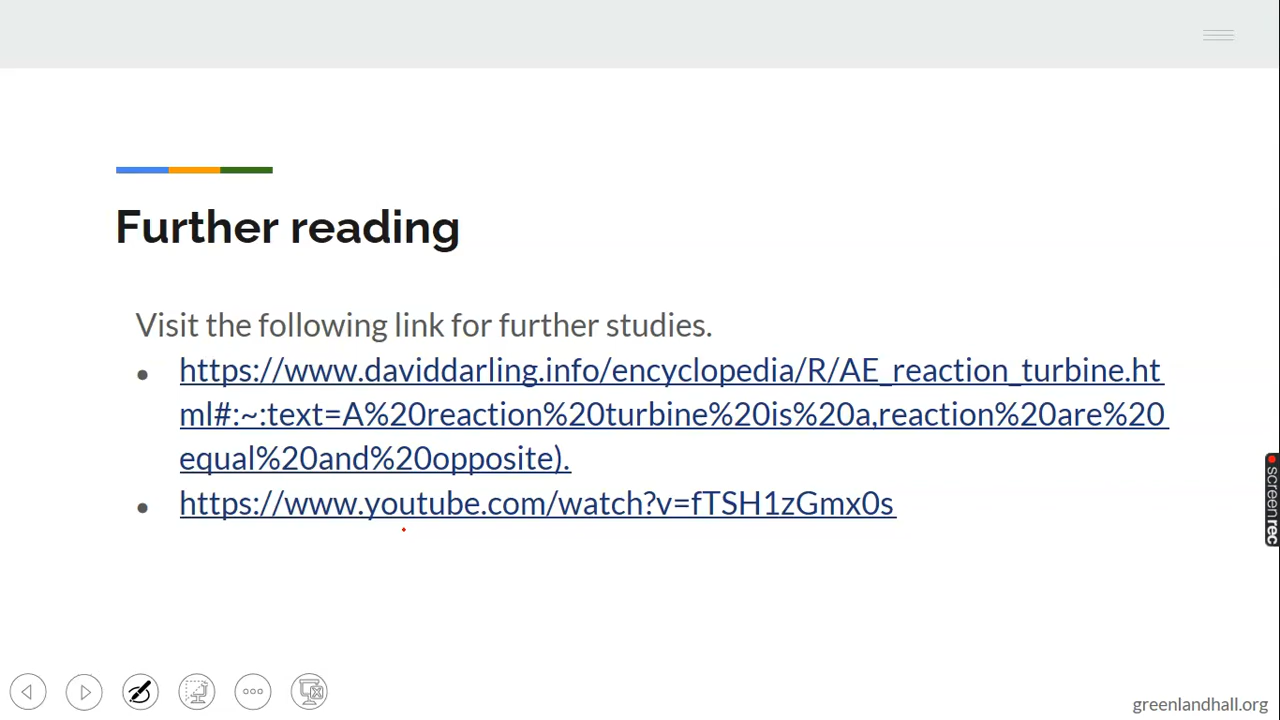 Further reading
Visit the following link for further studies.
https://www.daviddarling.info/encyclopedia/R/AE_reaction_turbine.ht
ml#:~:text=A%20reaction%20turbine%20is%20a,reaction%20are%20
equal%20and%20opposite).
https://www.youtube.com/watch?v=fTSH1zGmx0s
screenrec
greenlandhall.org